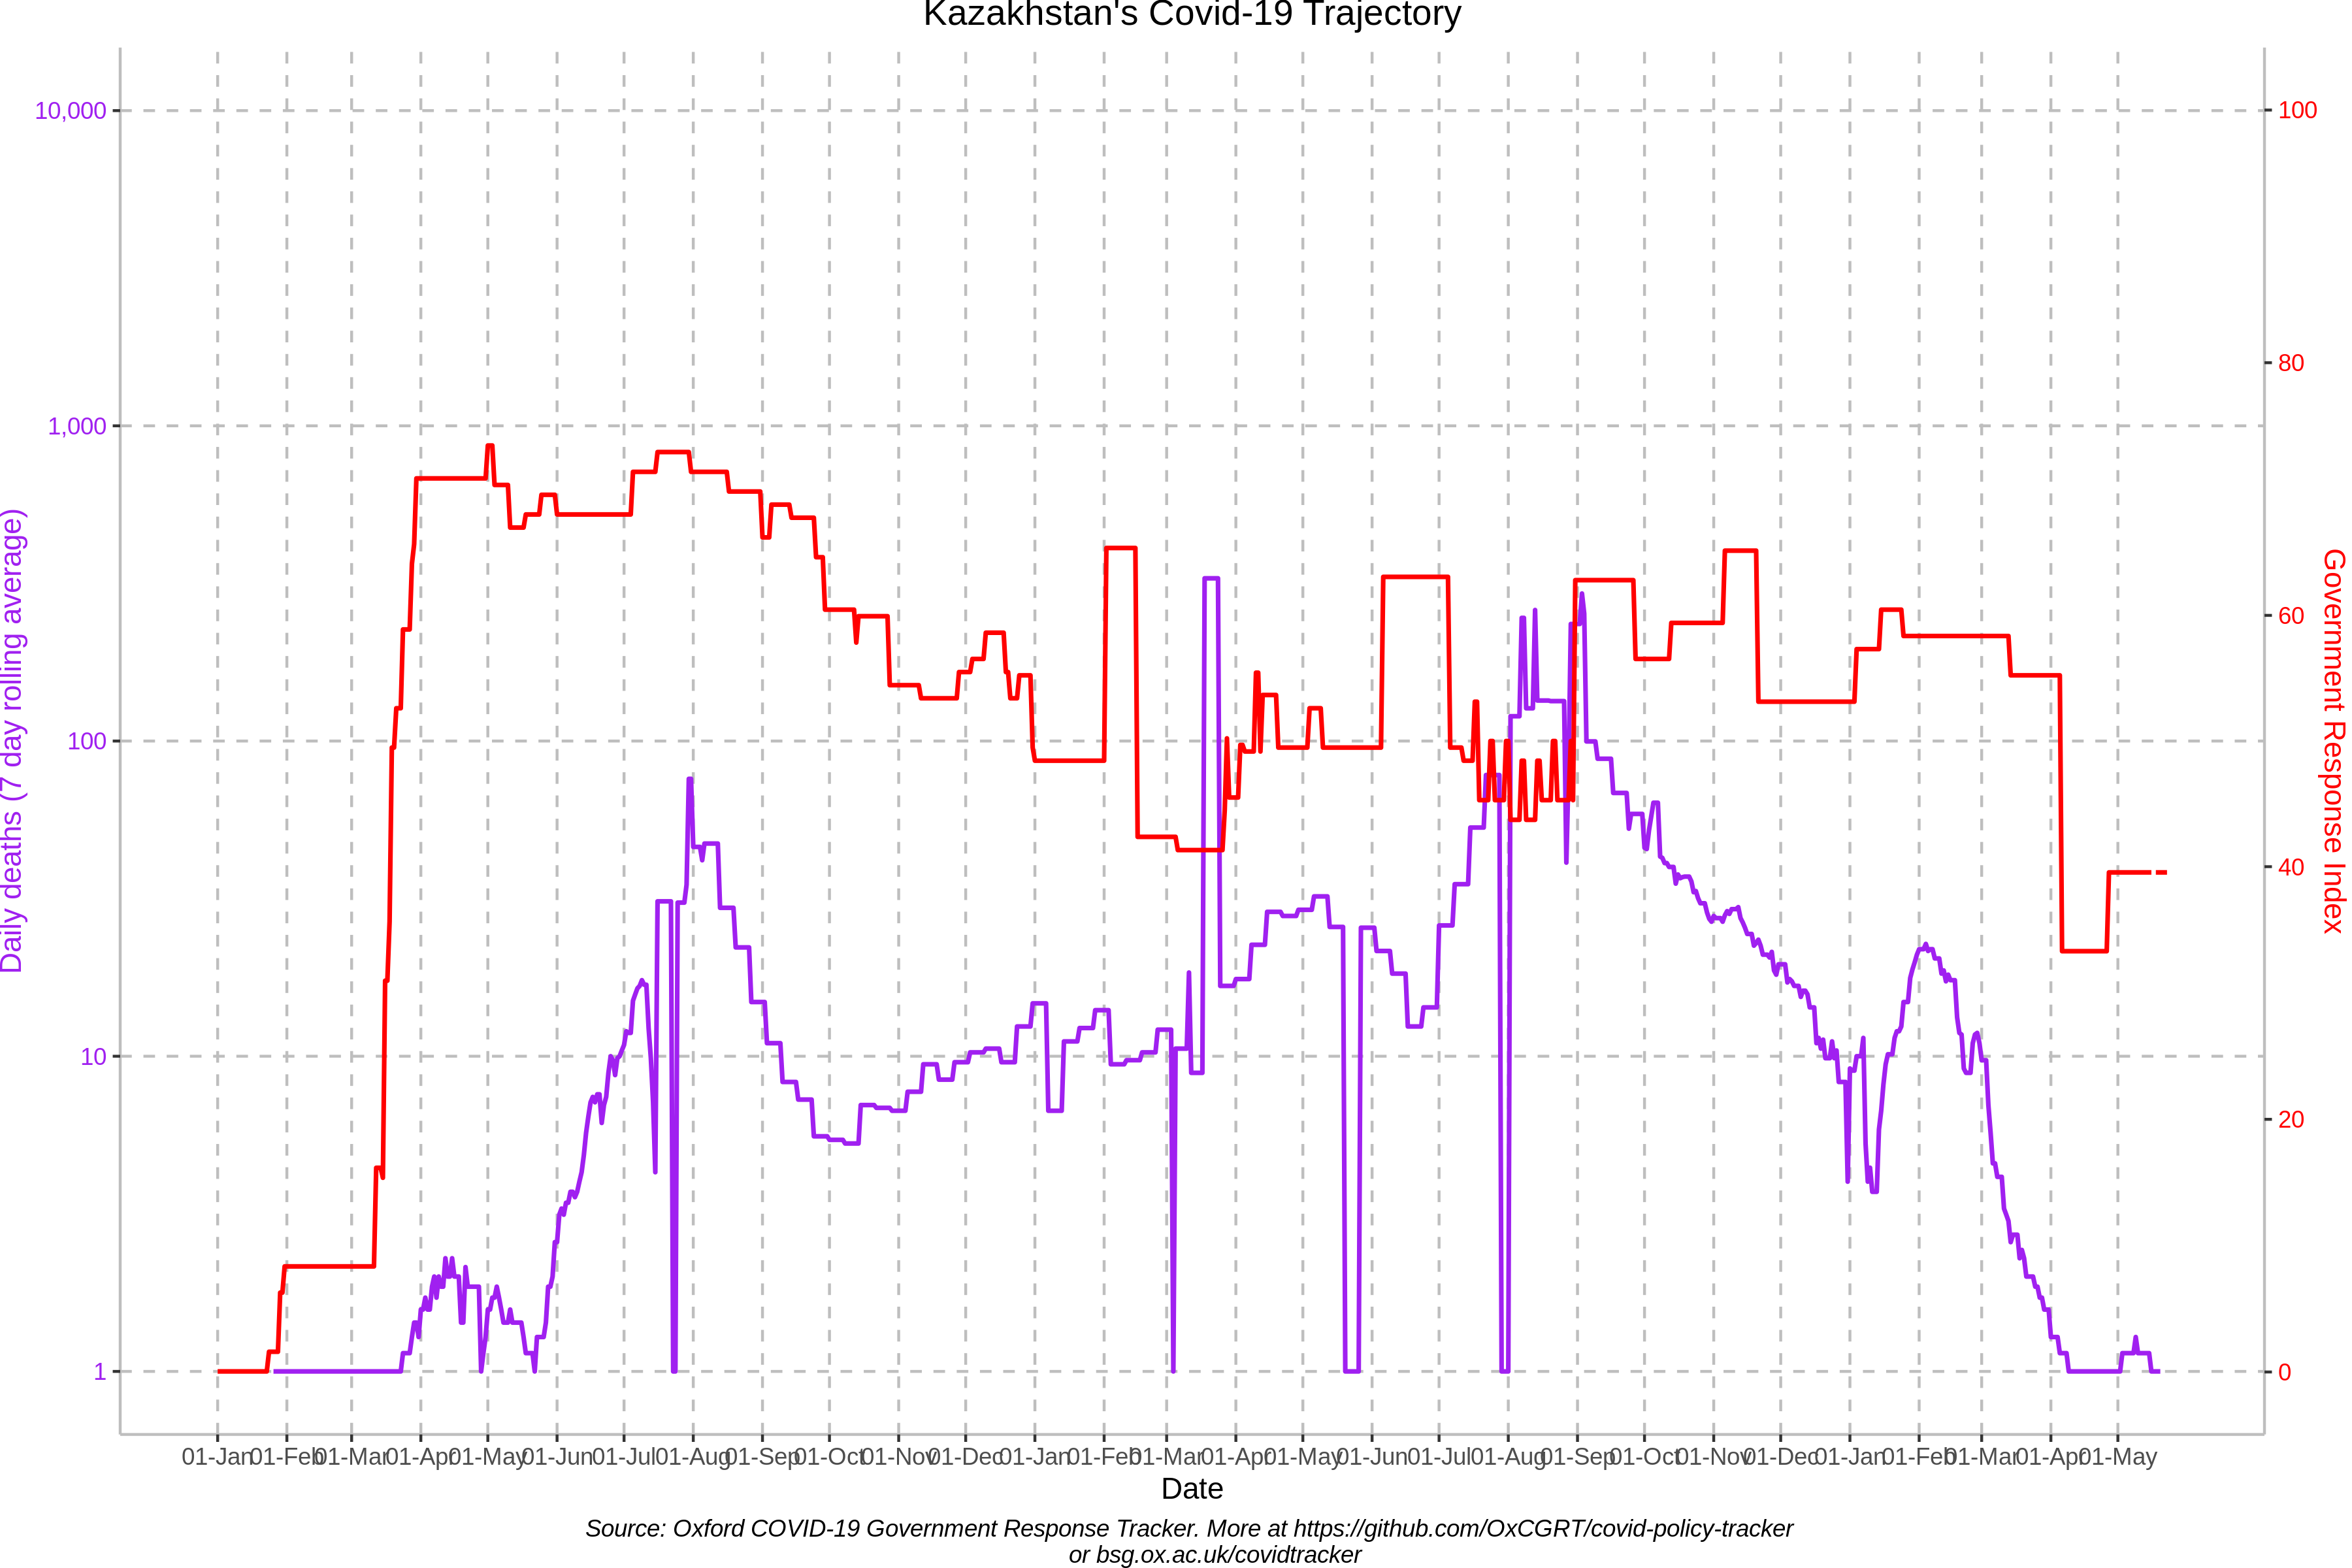 Kazakhstan's Covid-19 Trajectory
10,000
1,000
100
10
1
Daily deaths (7 day rolling average)
100
80
60
40
20
0
Government Response Index
01-Jan 01-Feb 01-Mar 01-Apr 01-May 01-Jun 01-Jul 01-Aug 01-Sep 01-Oct 01-Nov 01-Dec 01-Jan 01-Feb 01-Mar 01-Apr 01-May 01-Jun 01-Jul 01-Aug 01-Sep 01-Oct 01-Nov 01-Dec 01-Jan 01-Feb 01-Mar 01-Apr 01-May
Date
Source: Oxford COVID-19 Government Response Tracker. More at https://github.com/OxCGRT/covid-policy-tracker
or bsg.ox.ac.uk/covidtracker